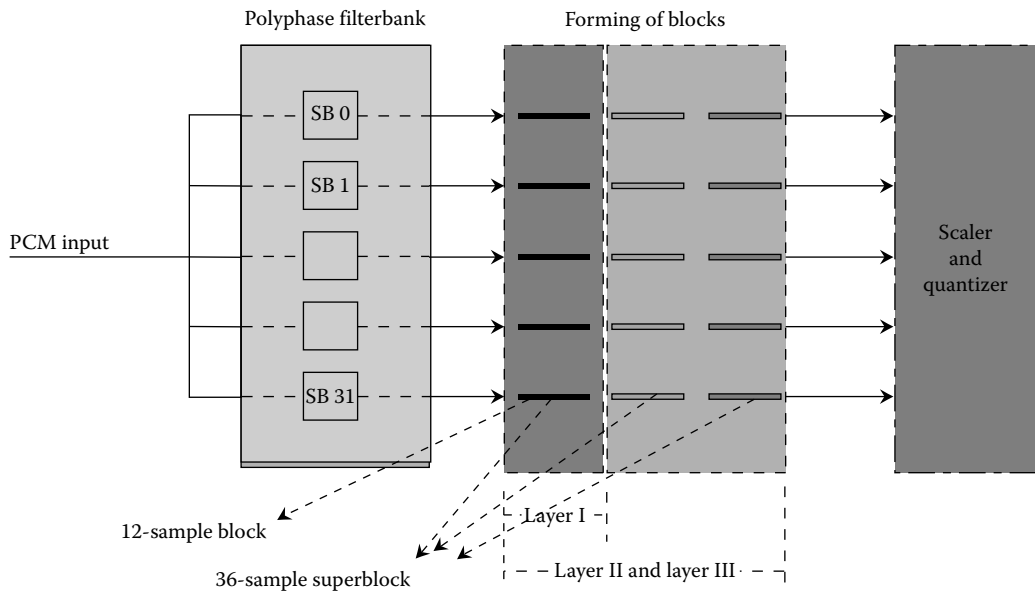 Polyphase filterbank
Forming of blocks
SB 0
SB 1
PCM input
Scaler
and
quantizer
SB 31
12-sample block
Layer I
36-sample superblock
Layer II and layer III